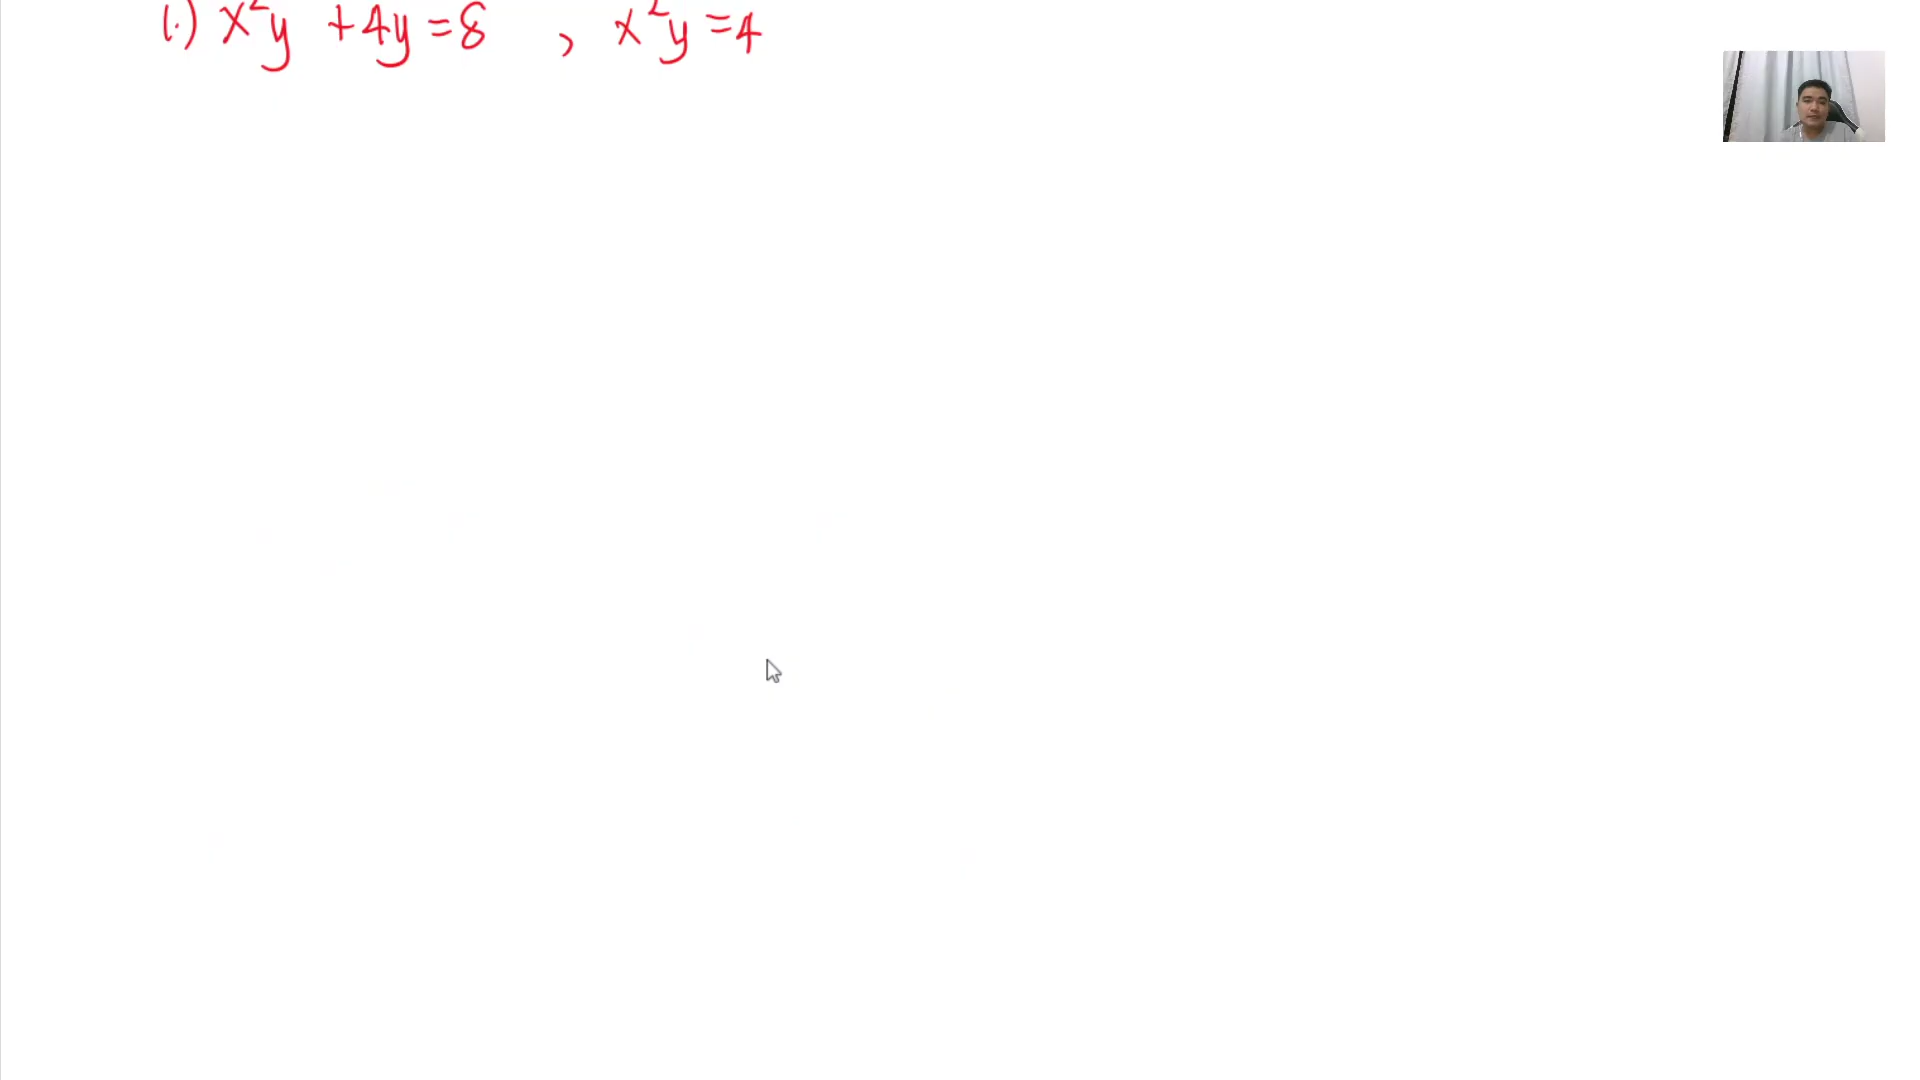 1.) x²y + 4y = 8 , x²y = 4